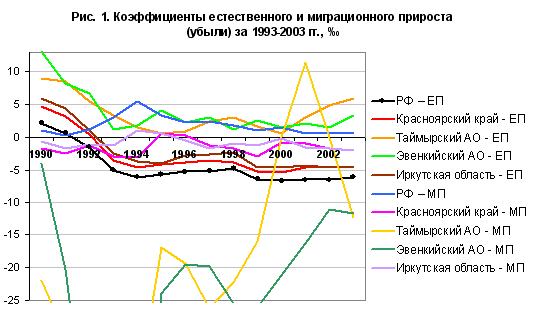 Рис. 1. Коэффициенты естественного и миграционного прироста
(убыли) за 1993-2003 гг., ‰
10
5
0
-5
-10
-15
-20
-25
1990 1992 1994 1996 1998 2000 2002
РФ – ЕП
Красноярский край - ЕП
Таймырский АО - ЕП
Эвенкийский АО - ЕП
Иркутская область - ЕП
РФ – МП
Красноярский край - МП
Таймырский АО - МП
Эвенкийский АО - МП
Иркутская область - МП